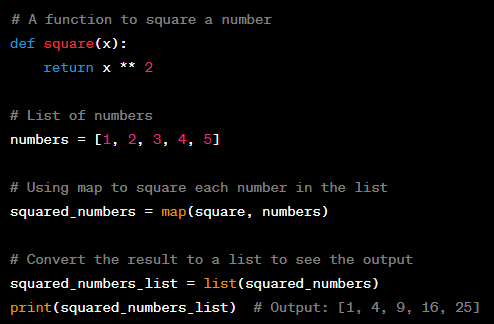 # A function to square a number
def square(x):
    return x ** 2

# List of numbers
numbers = [1, 2, 3, 4, 5]

# Using map to square each number in the list
squared_numbers = map(square, numbers)

# Convert the result to a list to see the output
squared_numbers_list = list(squared_numbers)
print(squared_numbers_list)  # Output: [1, 4, 9, 16, 25]